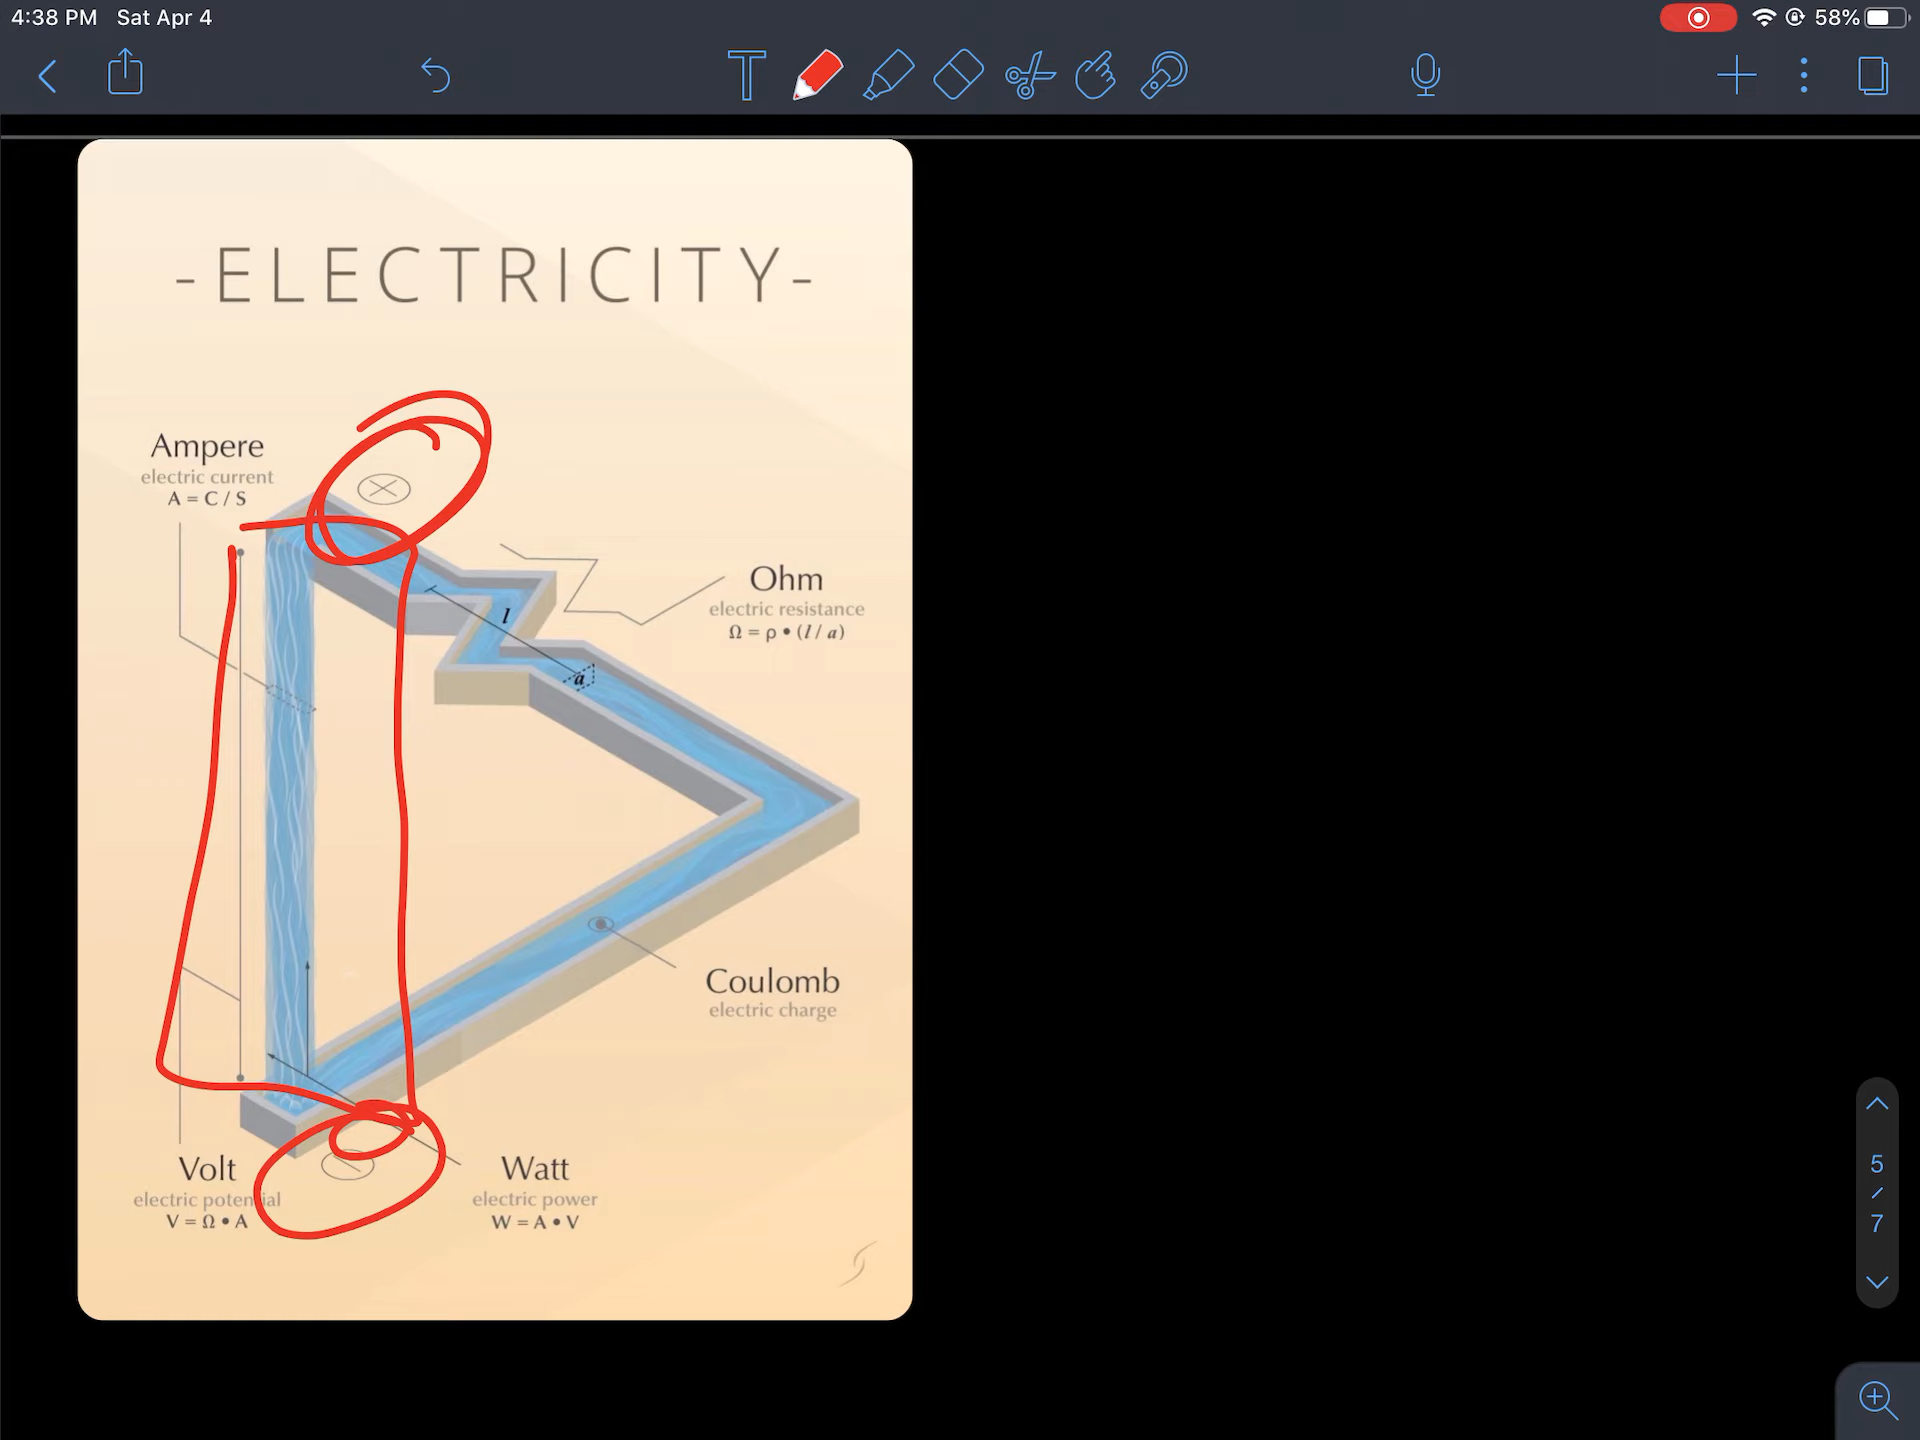 4:38 PM Sat Apr 4
58%
T
-ELECTRICITY-
Ampere
electric current
A = C / S
Ohm
electric resistance
Ω = ρ • (l / a)
l
a
Coulomb
electric charge
Volt
electric potential
V = Ω • A
Watt
electric power
W = A • V
5
/
7